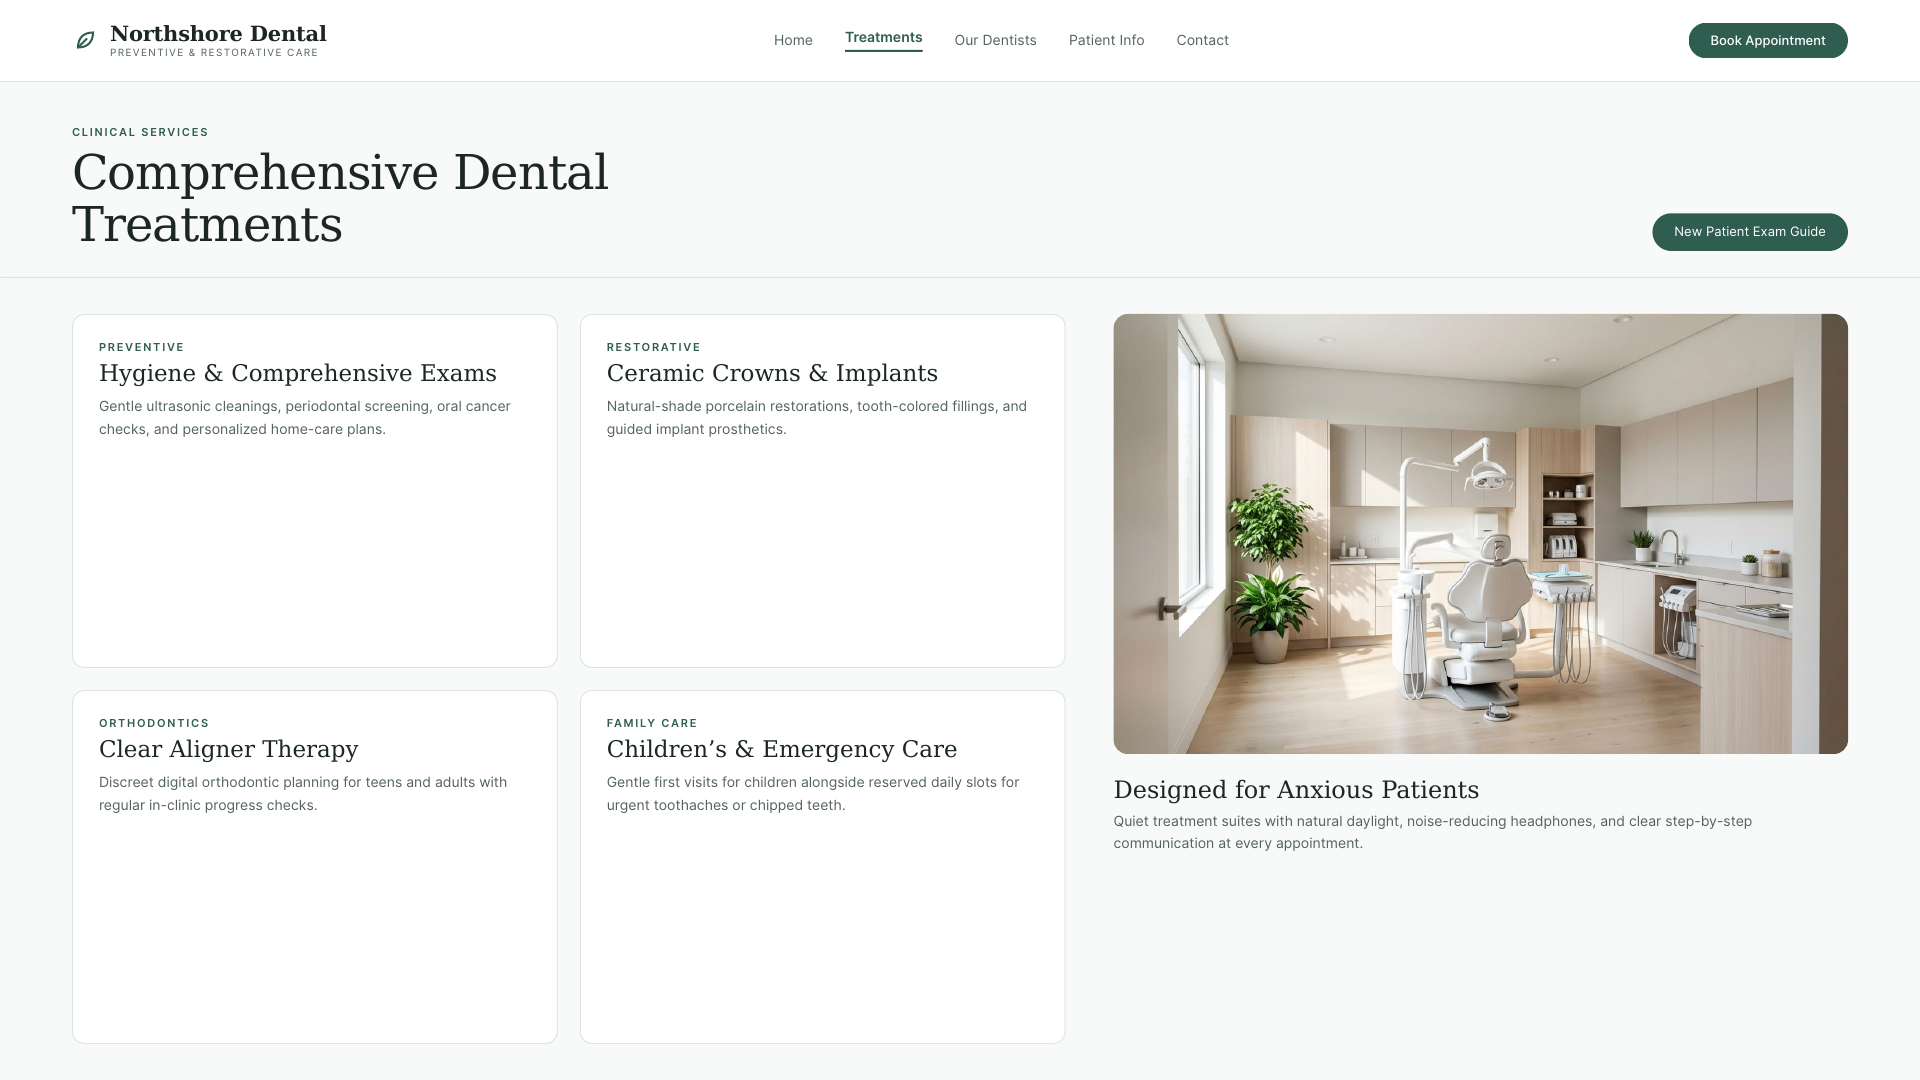 Northshore Dental
PREVENTIVE & RESTORATIVE CARE
Home
Treatments
Our Dentists
Patient Info
Contact
Book Appointment
CLINICAL SERVICES
Comprehensive Dental
Treatments
New Patient Exam Guide
PREVENTIVE
Hygiene & Comprehensive Exams
Gentle ultrasonic cleanings, periodontal screening, oral cancer
checks, and personalized home-care plans.
RESTORATIVE
Ceramic Crowns & Implants
Natural-shade porcelain restorations, tooth-colored fillings, and
guided implant prosthetics.
ORTHODONTICS
Clear Aligner Therapy
Discreet digital orthodontic planning for teens and adults with
regular in-clinic progress checks.
FAMILY CARE
Children’s & Emergency Care
Gentle first visits for children alongside reserved daily slots for
urgent toothaches or chipped teeth.
Designed for Anxious Patients
Quiet treatment suites with natural daylight, noise-reducing headphones, and clear step-by-step
communication at every appointment.